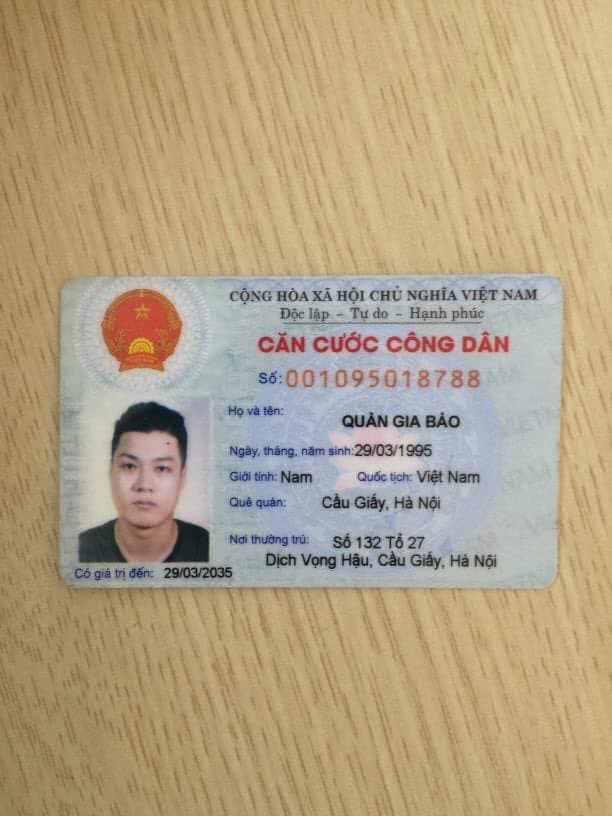 CỘNG HÒA XÃ HỘI CHỦ NGHĨA VIỆT NAM
Độc lập - Tự do - Hạnh phúc
CĂN CƯỚC CÔNG DÂN
Số: 001095018788
Họ và tên:
QUẢN GIA BẢO
Ngày, tháng, năm sinh: 29/03/1995
Giới tính: Nam Quốc tịch: Việt Nam
Quê quán: Cầu Giấy, Hà Nội
Nơi thường trú: Số 132 Tổ 27
Dịch Vọng Hậu, Cầu Giấy, Hà Nội
Có giá trị đến: 29/03/2035